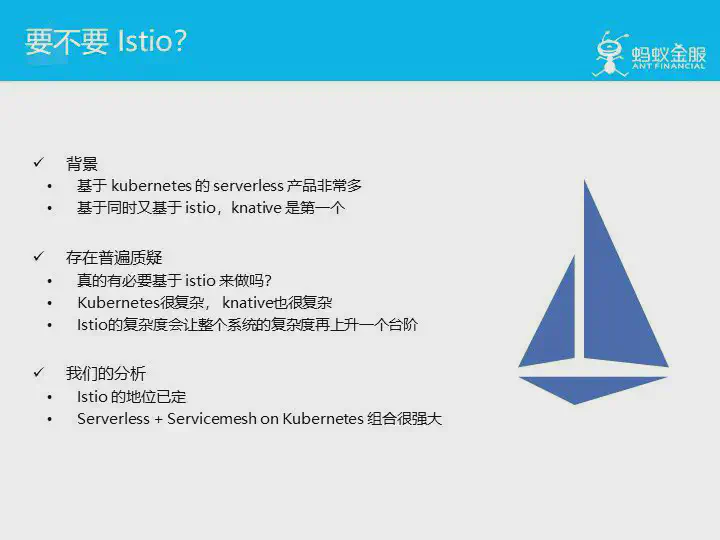 要不要 Istio?
蚂蚁金服
ANT FINANCIAL
✓ 背景
• 基于 kubernetes 的 serverless 产品非常多
• 基于同时又基于 istio，knative 是第一个
✓ 存在普遍质疑
• 真的有必要基于 istio 来做吗?
• Kubernetes很复杂， knative也很复杂
• Istio的复杂度会让整个系统的复杂度再上升一个台阶
✓ 我们的分析
• Istio 的地位已定
• Serverless + Servicemesh on Kubernetes 组合很强大